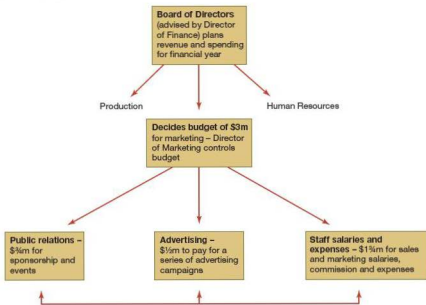 Board of Directors
(advised by Director
of Finance) plans
revenue and spending
for financial year
Production
Human Resources
Decides budget of $3m
for marketing – Director
of Marketing controls
budget
Public relations –
$¾m for
sponsorship and
events
Advertising –
$½m to pay for a
series of advertising
campaigns
Staff salaries and
expenses – $1¾m for sales
and marketing salaries,
commission and expenses